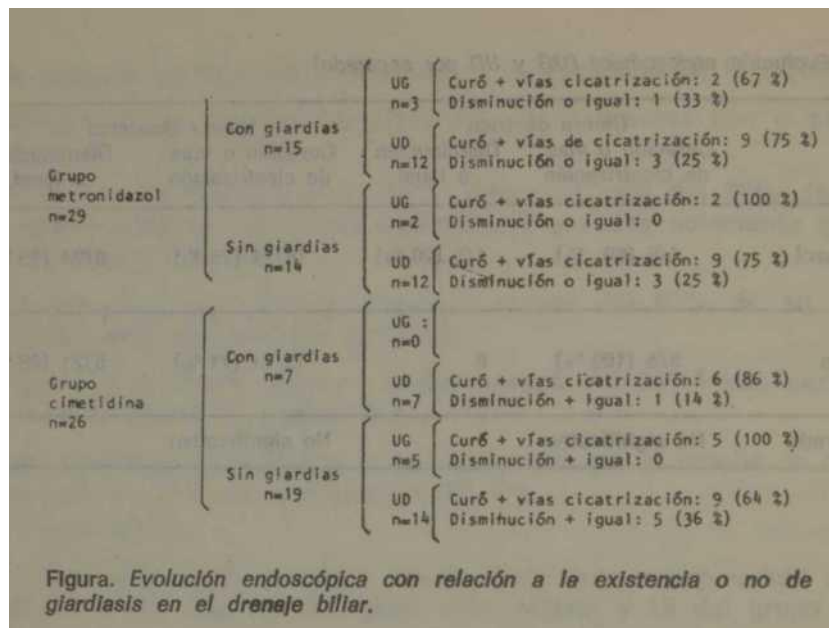 UG Curó + vías cicatrización: 2 (67 %)
n=3 Disminución o igual: 1 (33 %)
Con giardias
n=15
UD Curó + vías de cicatrización: 9 (75 %)
n=12 Disminución o igual: 3 (25 %)
Grupo
metronidazol
n=29
UG Curó + vías cicatrización: 2 (100 %)
n=2 Disminución o igual: 0
Sin giardias
n=14
UD Curó + vías cicatrización: 9 (75 %)
n=12 Disminución o igual: 3 (25 %)
UG :
n=0
Con giardias
n=7
UD Curó + vías cicatrización: 6 (86 %)
n=7 Disminución + igual: 1 (14 %)
Grupo
cimetidina
n=26
UG Curó + vías cicatrización: 5 (100 %)
n=5 Disminución + igual: 0
Sin giardias
n=19
UD Curó + vías cicatrización: 9 (64 %)
n=14 Disminución + igual: 5 (36 %)
Figura. Evolución endoscópica con relación a la existencia o no de
giardiasis en el drenaje biliar.